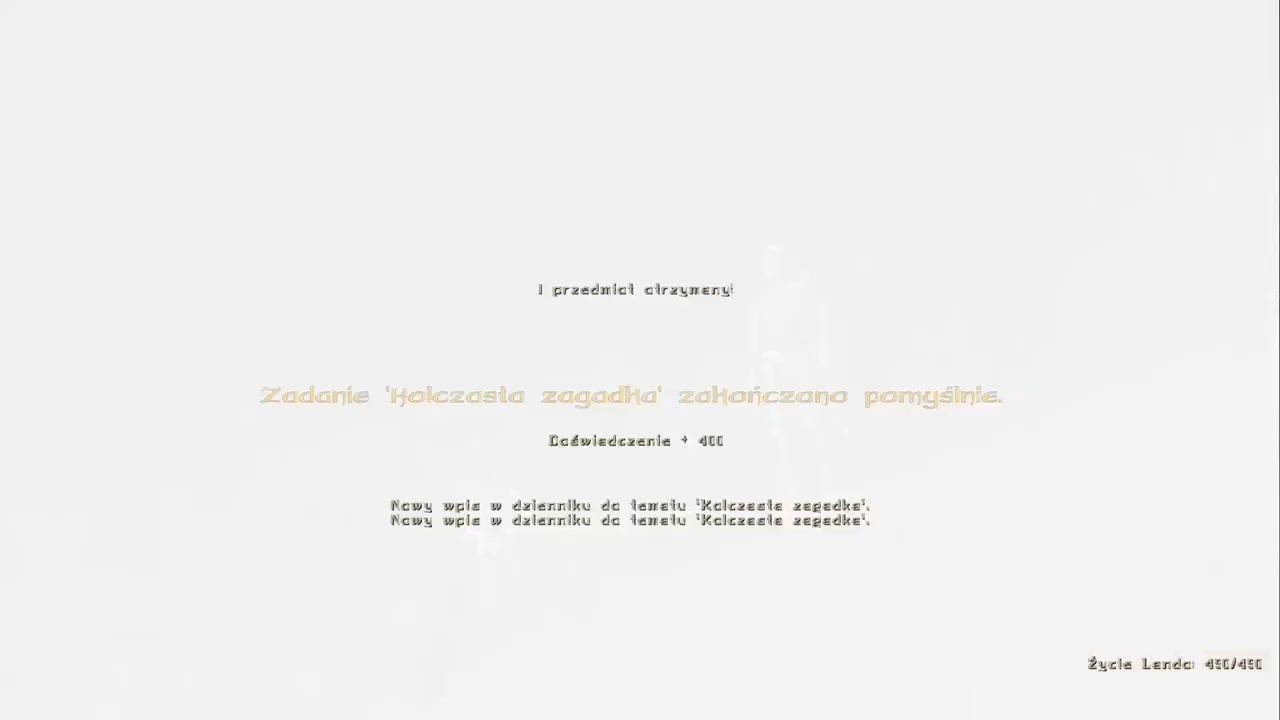 1 przedmiot otrzymany!
Zadanie 'Kolczasta zagadka' zakończono pomyślnie.
Doświadczenie + 400
Nowy wpis w dzienniku do tematu 'Kolczasta zagadka'.
Nowy wpis w dzienniku do tematu 'Kolczasta zagadka'.
Życie Lando: 450/450